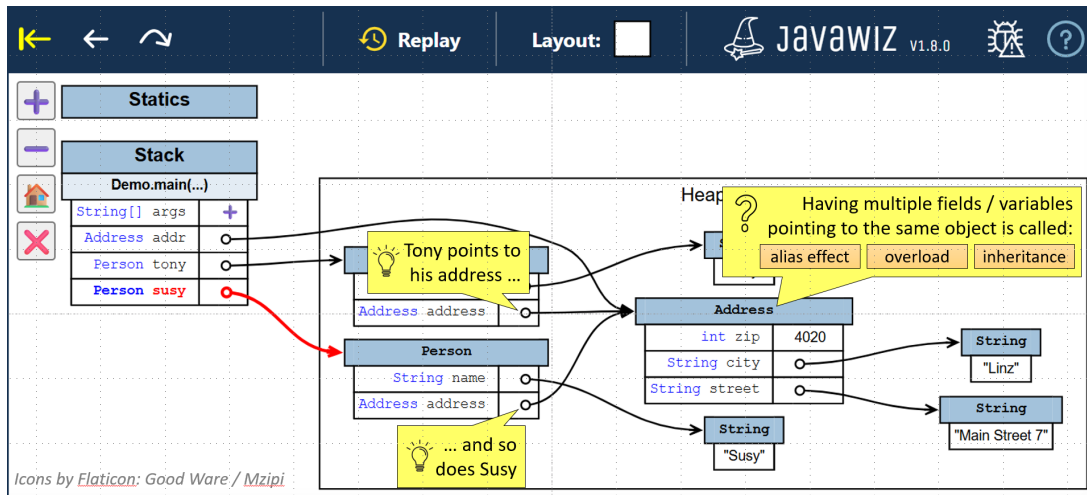 Replay
Layout:
JAVAWIZ V1.8.0
?
Statics
Stack
Demo.main(...)
String[] args
Address addr
Person tony
Person susy
Heap
Having multiple fields / variables
pointing to the same object is called:
alias effect overload inheritance
Tony points to
his address ...
Address address
Person
String name
Address address
... and so
does Susy
Address
int zip 4020
String city
String street
String
"Linz"
String
"Main Street 7"
String
"Susy"
Icons by Flaticon: Good Ware / Mzipi